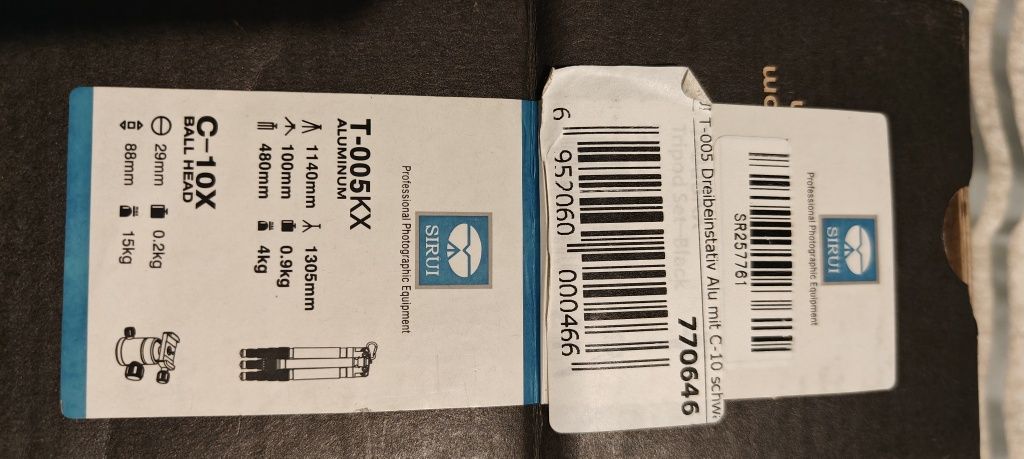 SIRUI
Professional Photographic Equipment
SR257761
T-005 Dreibeinstativ Alu mit C-10 schwa
770646
Tripod Set-Black
6 952060 000466
SIRUI
Professional Photographic Equipment
T-005KX
ALUMINUM
1140mm 1305mm
100mm 0.9kg
480mm 4kg
C-10X
BALL HEAD
29mm 0.2kg
88mm 15kg